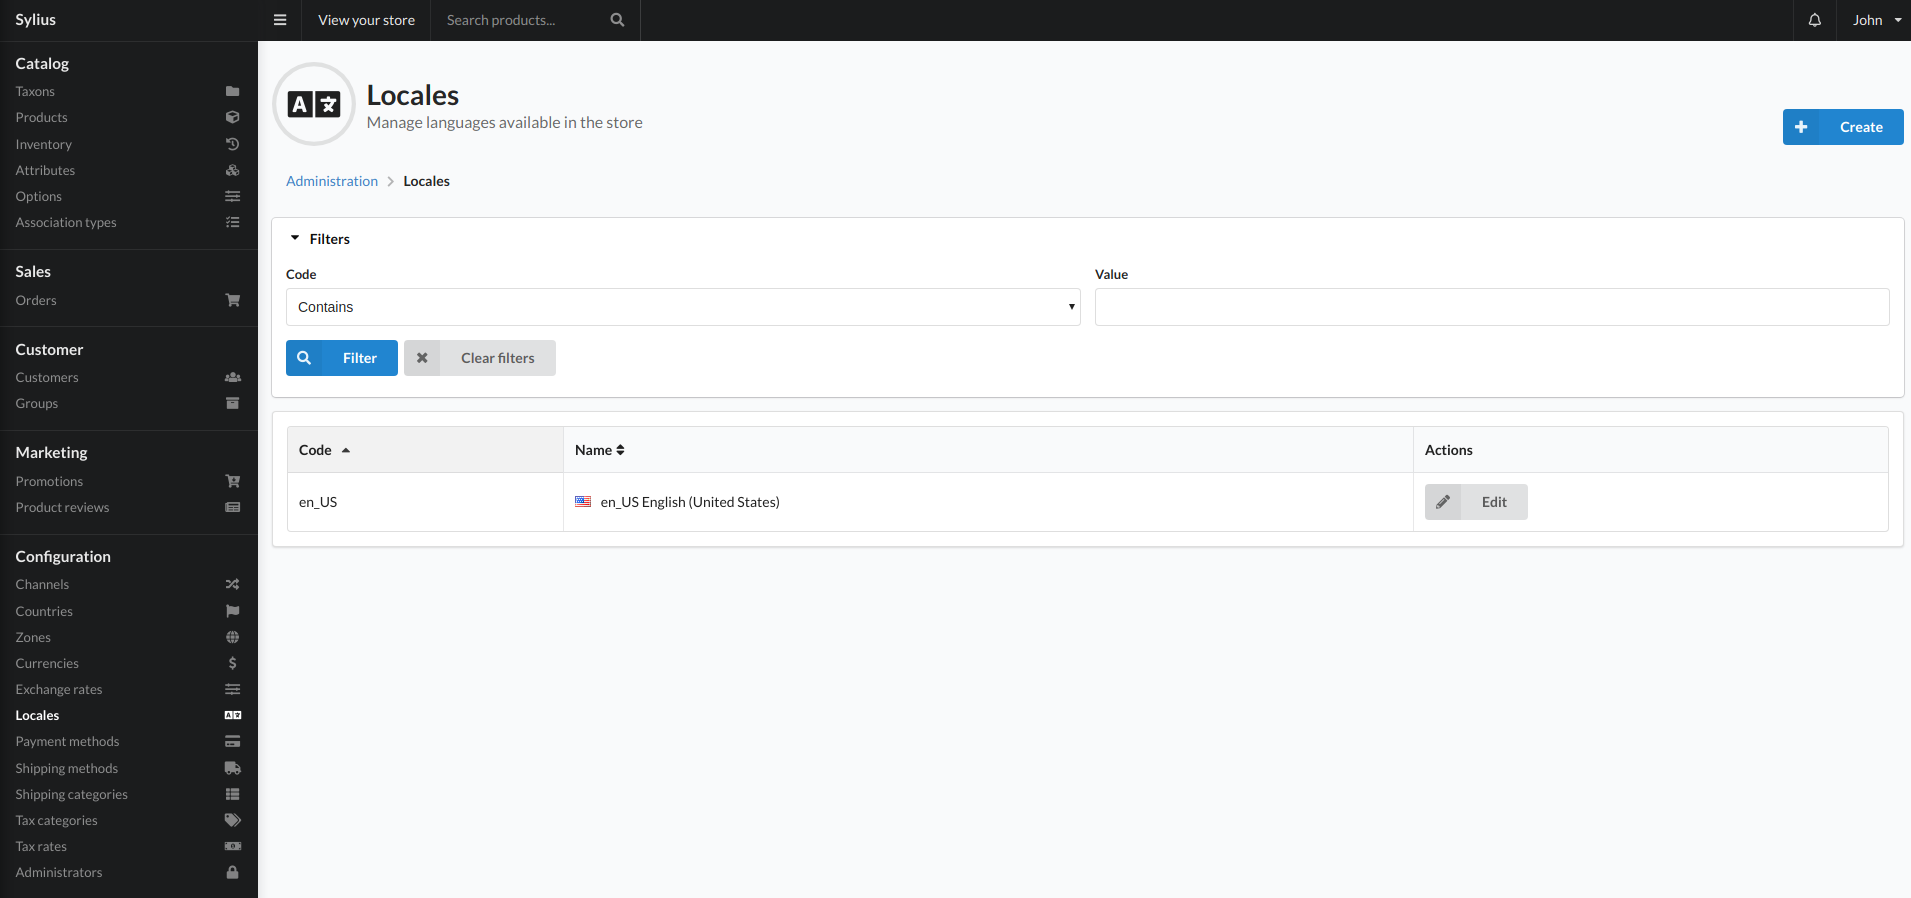 Sylius
View your store
Search products...
John
Catalog
Taxons
Products
Inventory
Attributes
Options
Association types
Sales
Orders
Customer
Customers
Groups
Marketing
Promotions
Product reviews
Configuration
Channels
Countries
Zones
Currencies
Exchange rates
Locales
Payment methods
Shipping methods
Shipping categories
Tax categories
Tax rates
Administrators
Locales
Manage languages available in the store
Create
Administration > Locales
Filters
Code Value
Contains
Filter Clear filters
Code Name Actions
en_US en_US English (United States) Edit